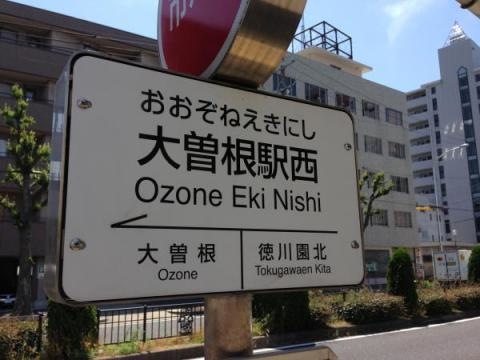 おおぞねえきにし
大曽根駅西
Ozone Eki Nishi
大曽根
Ozone
徳川園北
Tokugawaen Kita